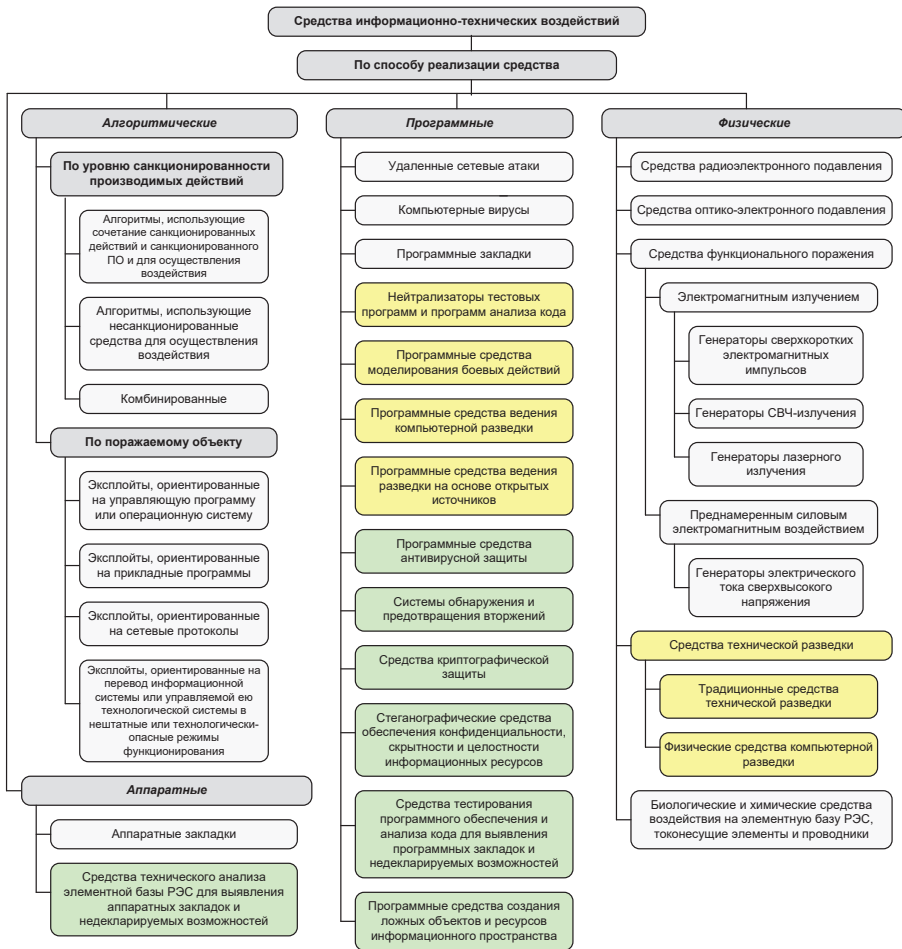 Средства информационно-технических воздействий
По способу реализации средства
Алгоритмические
По уровню санкционированности
производимых действий
Алгоритмы, использующие
сочетание санкционированных
действий и санкционированного
ПО и для осуществления
воздействия
Алгоритмы, использующие
несанкционированные
средства для осуществления
воздействия
Комбинированные
По поражаемому объекту
Эксплойты, ориентированные
на управляющую программу
или операционную систему
Эксплойты, ориентированные
на прикладные программы
Эксплойты, ориентированные
на сетевые протоколы
Эксплойты, ориентированные на
перевод информационной
системы или управляемой ею
технологической системы в
нештатные или технологически-
опасные режимы
функционирования
Аппаратные
Аппаратные закладки
Средства технического анализа
элементной базы РЭС для выявления
аппаратных закладок и
недекларируемых возможностей
Программные
Удаленные сетевые атаки
Компьютерные вирусы
Программные закладки
Нейтрализаторы тестовых
программ и программ анализа кода
Программные средства
моделирования боевых действий
Программные средства ведения
компьютерной разведки
Программные средства ведения
разведки на основе открытых
источников
Программные средства
антивирусной защиты
Системы обнаружения и
предотвращения вторжений
Средства криптографической
защиты
Стеганографические средства
обеспечения конфиденциальности,
скрытности и целостности
информационных ресурсов
Средства тестирования
программного обеспечения и
анализа кода для выявления
программных закладок и
недекларируемых возможностей
Программные средства создания
ложных объектов и ресурсов
информационного пространства
Физические
Средства радиоэлектронного подавления
Средства оптико-электронного подавления
Средства функционального поражения
Электромагнитным излучением
Генераторы сверхкоротких
электромагнитных
импульсов
Генераторы СВЧ-излучения
Генераторы лазерного
излучения
Преднамеренным силовым
электромагнитным воздействием
Генераторы электрического
тока сверхвысокого
напряжения
Средства технической разведки
Традиционные средства
технической разведки
Физические средства компьютерной
разведки
Биологические и химические средства
воздействия на элементную базу РЭС,
токонесущие элементы и проводники